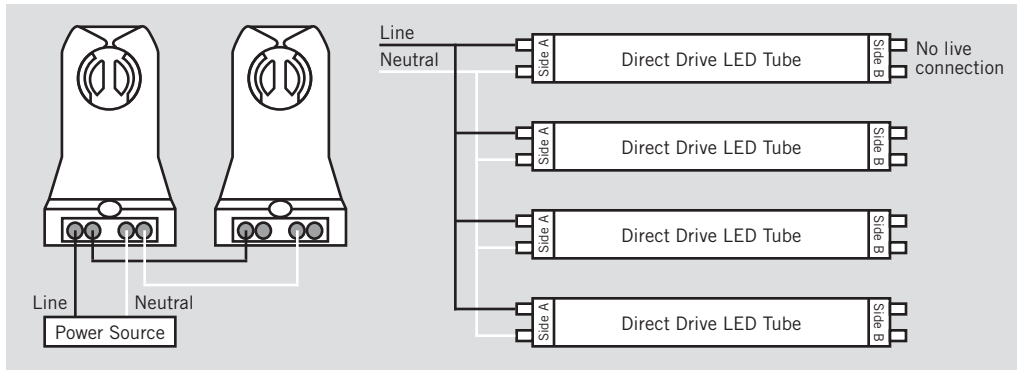 Line
Neutral
Power Source
Line
Neutral
Side A
Direct Drive LED Tube
Side B
No live
connection
Side A
Direct Drive LED Tube
Side B
Side A
Direct Drive LED Tube
Side B
Side A
Direct Drive LED Tube
Side B